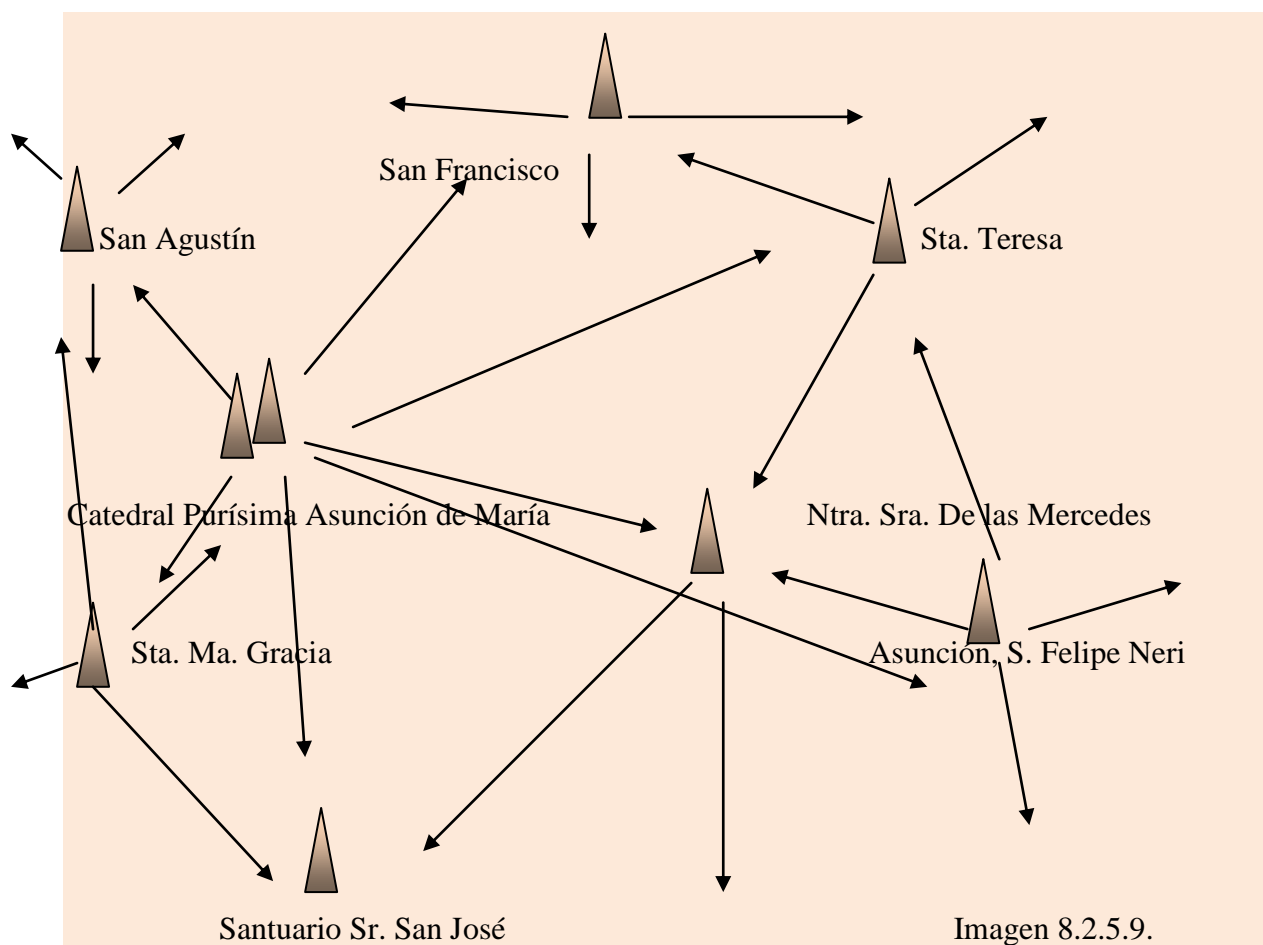 San Francisco
San Agustín
Sta. Teresa
Catedral Purísima Asunción de María
Ntra. Sra. De las Mercedes
Sta. Ma. Gracia
Asunción, S. Felipe Neri
Santuario Sr. San José
Imagen 8.2.5.9.